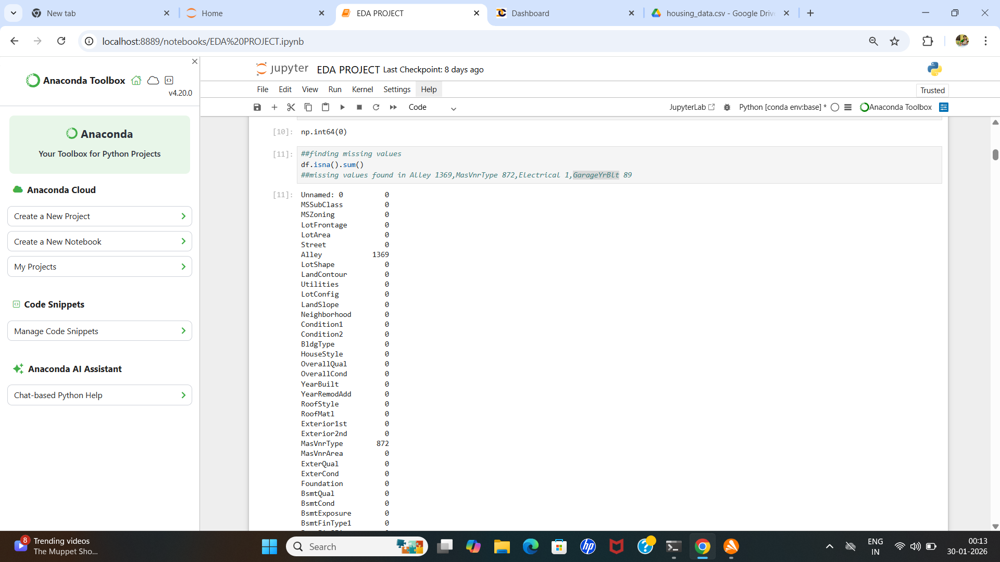 New tab
Home
EDA PROJECT
Dashboard
housing_data.csv - Google Driv
localhost:8889/notebooks/EDA%20PROJECT.ipynb
Anaconda Toolbox
v4.20.0
Anaconda
Your Toolbox for Python Projects
Anaconda Cloud
Create a New Project
Create a New Notebook
My Projects
Code Snippets
Manage Code Snippets
Anaconda AI Assistant
Chat-based Python Help
jupyter EDA PROJECT Last Checkpoint: 8 days ago
File Edit View Run Kernel Settings Help
Trusted
Code
JupyterLab
Python [conda env:base] *
Anaconda Toolbox
[10]: np.int64(0)
[11]: ##finding missing values
df.isna().sum()
##missing values found in Alley 1369,MasVnrType 872,Electrical 1,GarageYrBlt 89
[11]: Unnamed: 0 0
MSSubClass 0
MSZoning 0
LotFrontage 0
LotArea 0
Street 0
Alley 1369
LotShape 0
LandContour 0
Utilities 0
LotConfig 0
LandSlope 0
Neighborhood 0
Condition1 0
Condition2 0
BldgType 0
HouseStyle 0
OverallQual 0
OverallCond 0
YearBuilt 0
YearRemodAdd 0
RoofStyle 0
RoofMatl 0
Exterior1st 0
Exterior2nd 0
MasVnrType 872
MasVnrArea 0
ExterQual 0
ExterCond 0
Foundation 0
BsmtQual 0
BsmtCond 0
BsmtExposure 0
BsmtFinType1 0
8
Trending videos
The Muppet Sho...
Search
hp
ENG
IN
00:13
30-01-2026